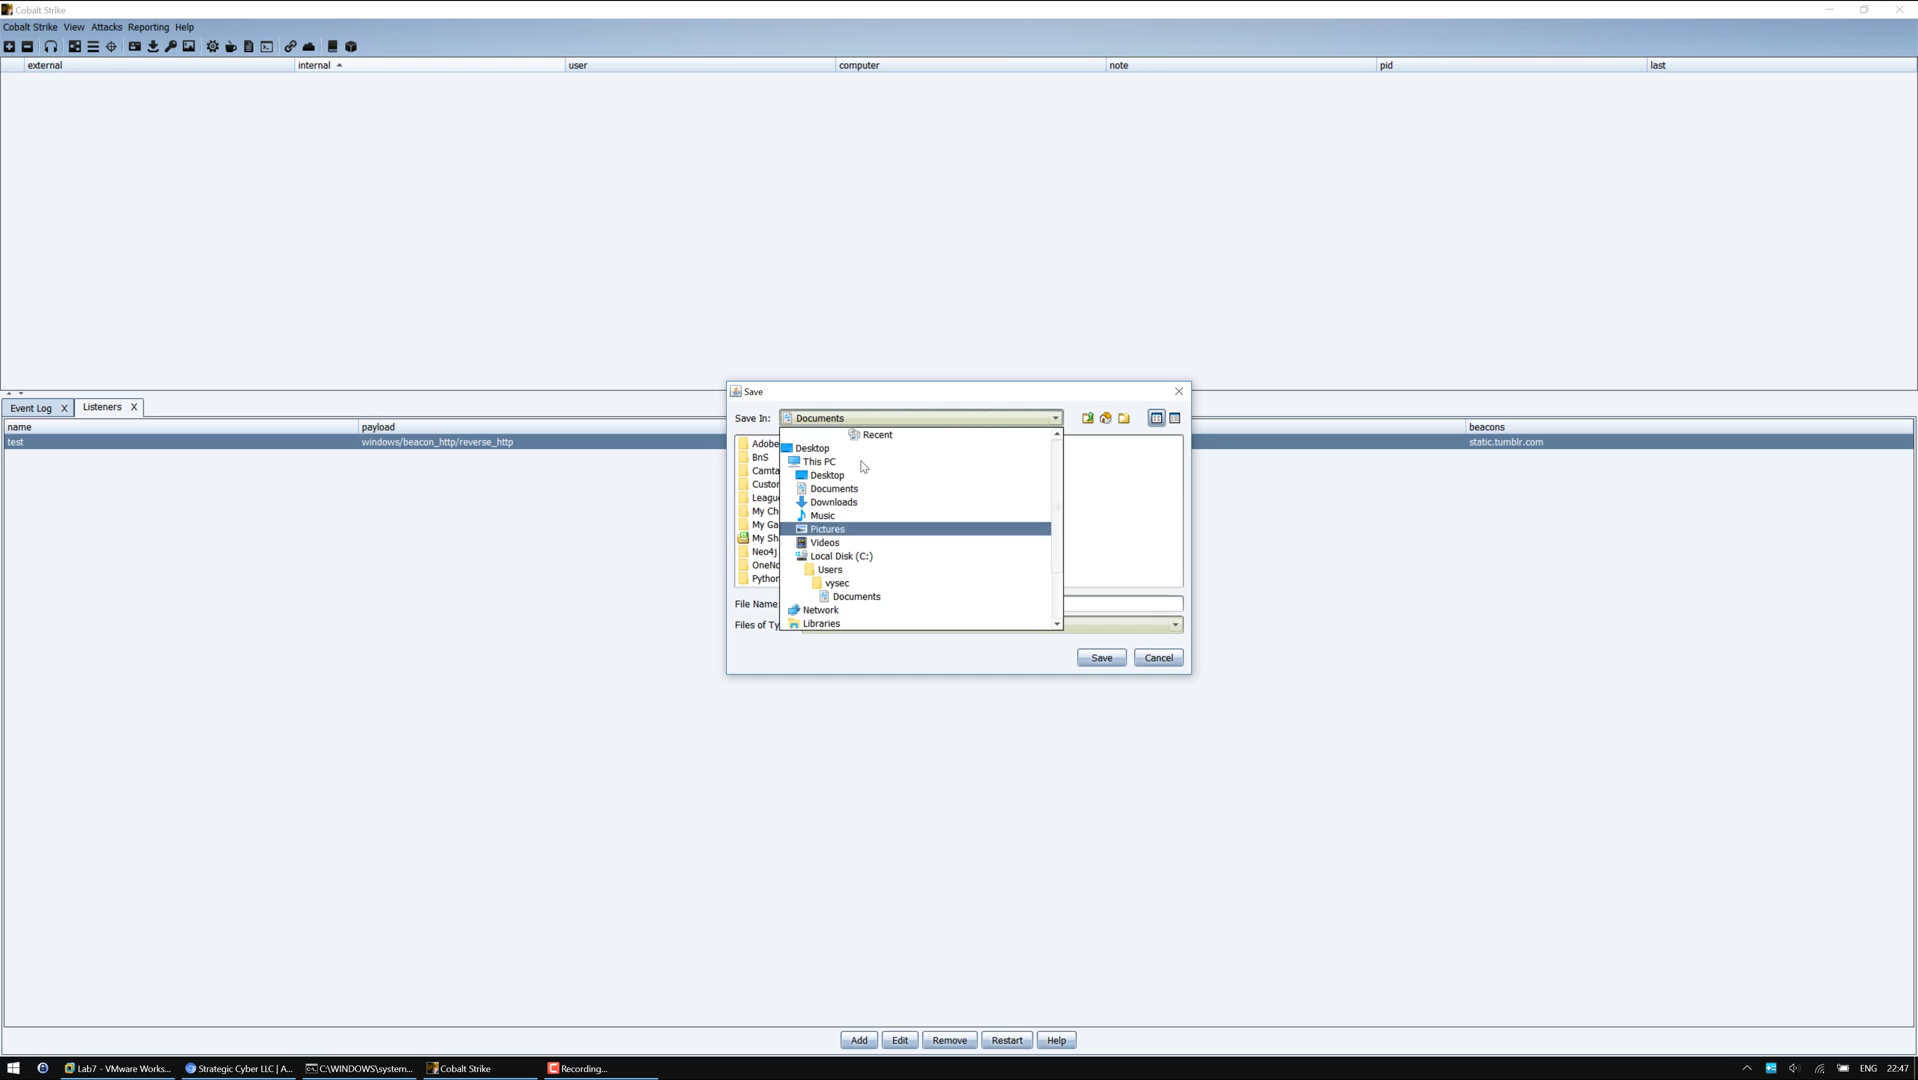 Cobalt Strike
Cobalt Strike View Attacks Reporting Help
external internal user computer note pid last
Event Log X Listeners X
name payload beacons
test windows/beacon_http/reverse_http static.tumblr.com
Save
Save In: Documents
Recent
Desktop
This PC
Desktop
Documents
Downloads
Music
Pictures
Videos
Local Disk (C:)
Users
vysec
Documents
Network
Libraries
Adobe
BnS
Camta
Custo
League
My Ch
My Ga
My Sh
Neo4j
OneNo
Python
File Name
Files of Ty
Save Cancel
Add Edit Remove Restart Help
Lab7 - VMware Works... Strategic Cyber LLC | A... C:\WINDOWS\system... Cobalt Strike Recording... ENG 22:47